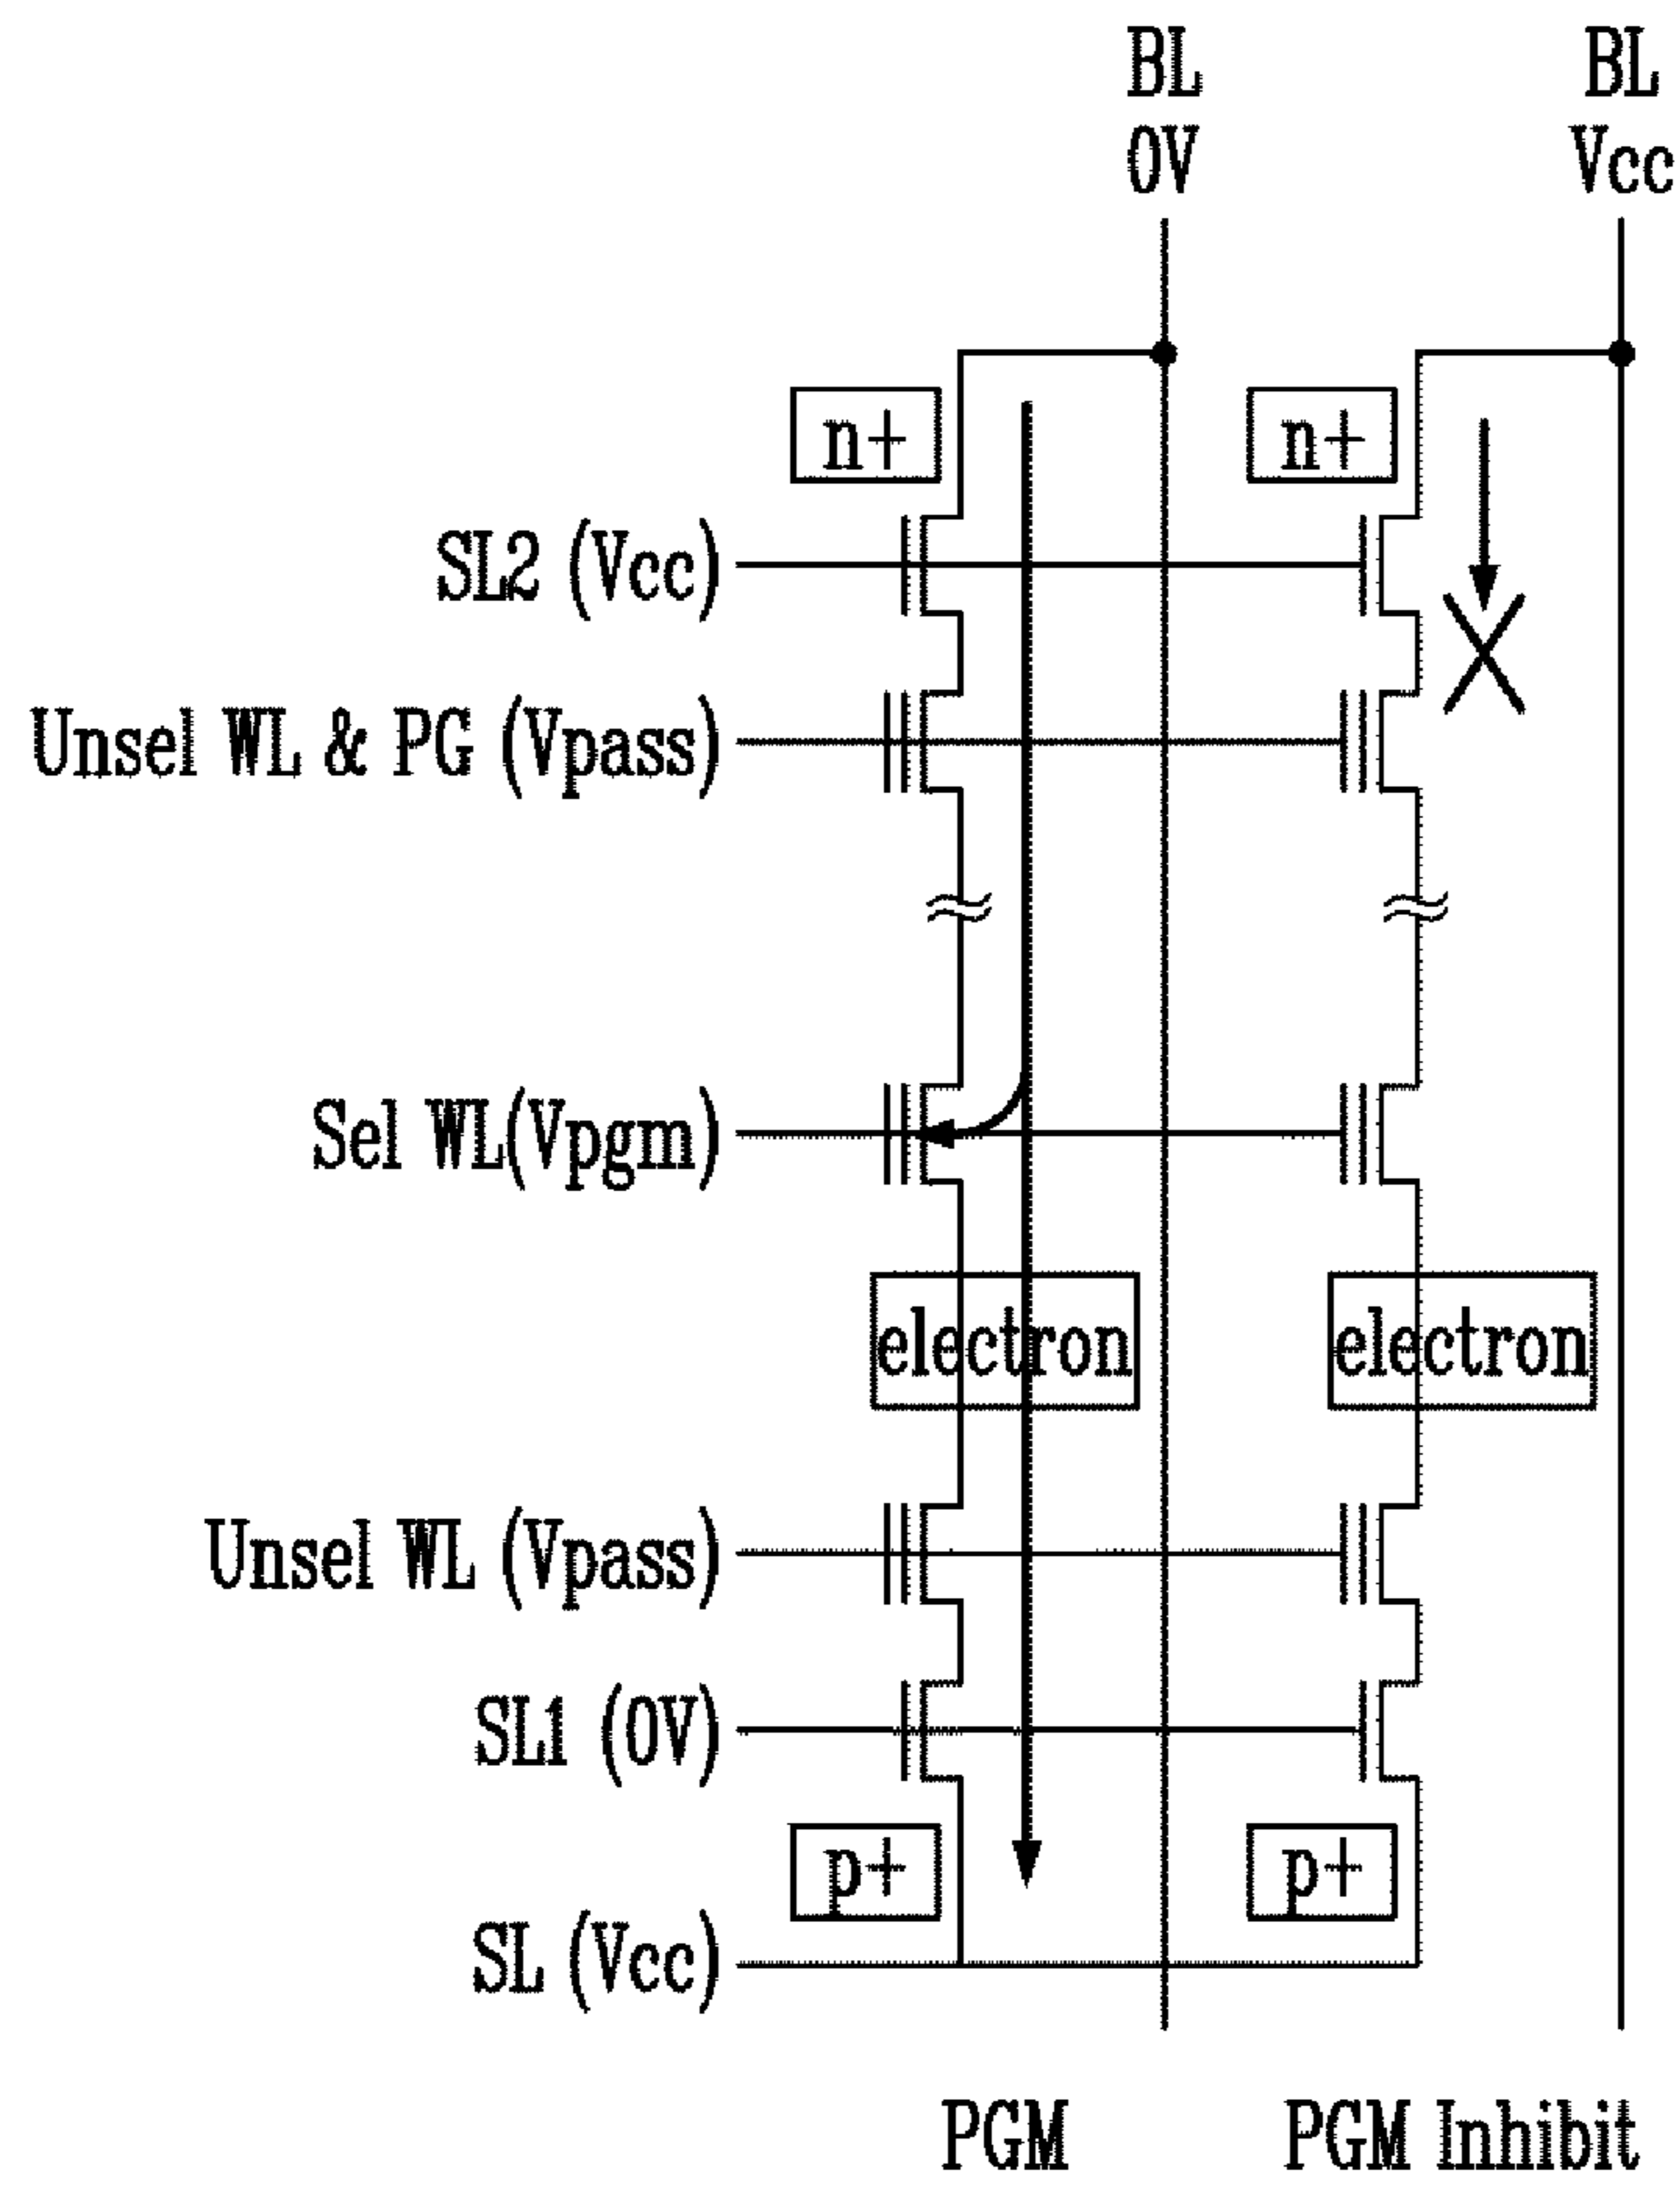 BL BL
0V Vcc
n+ n+
SL2 (Vcc)
Unsel WL & PG (Vpass)
Sel WL(Vpgm)
electron electron
Unsel WL (Vpass)
SL1 (0V)
p+ p+
SL (Vcc)
PGM PGM Inhibit